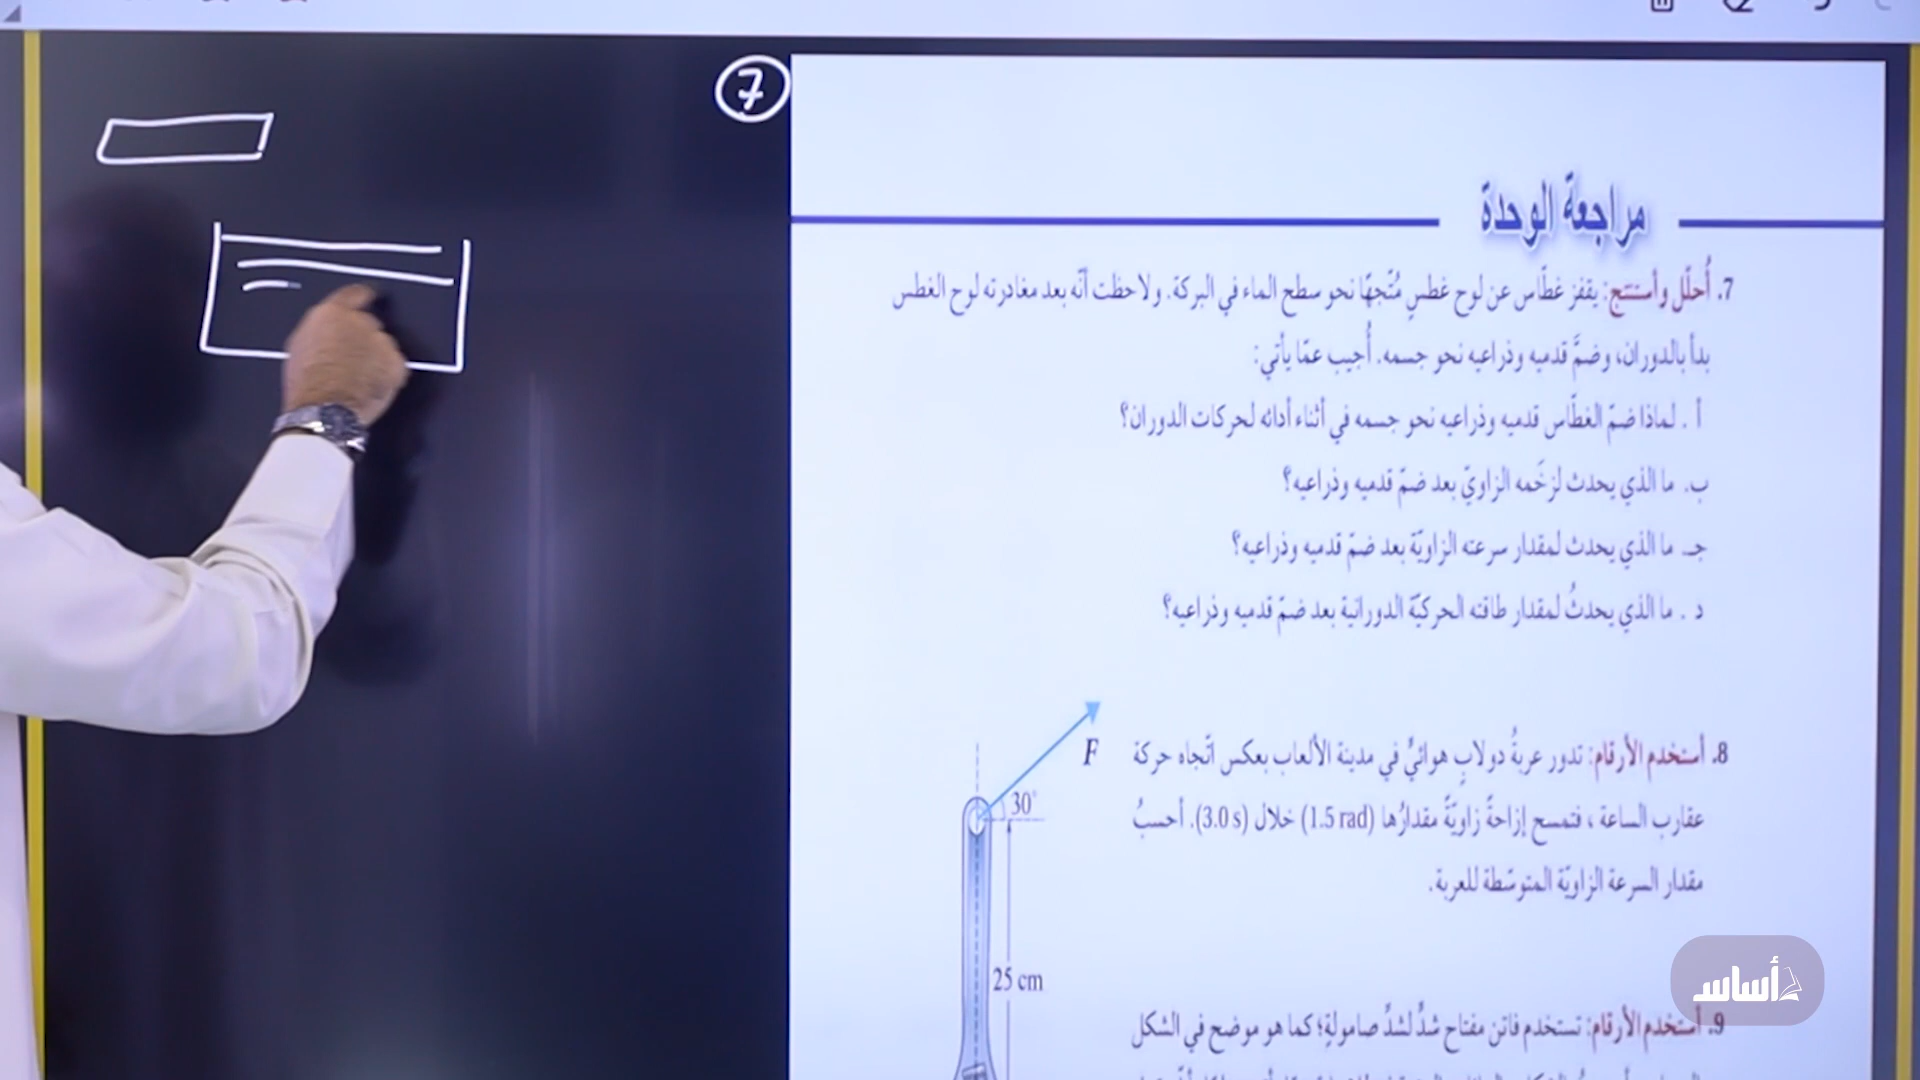 7
مراجعة الوحدة
7. أُحلّل وأستنتج: يقفز غطّاس عن لوح غطسٍ مُتّجهًا نحو سطح الماء في البركة. ولاحظت أنّه بعد مغادرته لوح الغطس
بدأ بالدوران، وضمَّ قدميه وذراعيه نحو جسمه. أُجيب عمّا يأتي:
أ . لماذا ضمّ الغطّاس قدميه وذراعيه نحو جسمه في أثناء أدائه لحركات الدوران؟
ب. ما الذي يحدث لزخَمه الزاويّ بعد ضمّ قدميه وذراعيه؟
جـ. ما الذي يحدث لمقدار سرعته الزاويّة بعد ضمّ قدميه وذراعيه؟
د . ما الذي يحدثُ لمقدار طاقته الحركيّة الدورانية بعد ضمّ قدميه وذراعيه؟
8. أستخدم الأرقام: تدور عربةُ دولابٍ هوائيٍّ في مدينة الألعاب بعكس اتّجاه حركة
عقارب الساعة ، فتمسح إزاحةً زاويّةً مقدارُها (1.5 rad) خلال (3.0 s). أحسبُ
مقدار السرعة الزاويّة المتوسّطة للعربة.
F
30°
25 cm
9. أستخدم الأرقام: تستخدم فاتن مفتاح شدٍّ لشدِّ صامولةٍ؛ كما هو موضح في الشكل
أساس